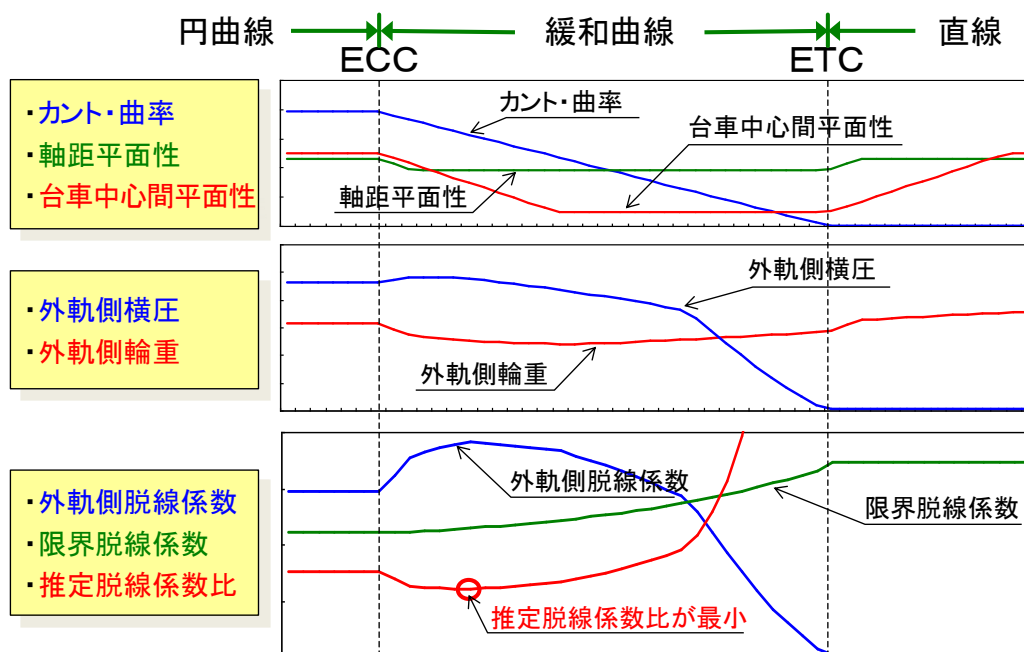 円曲線
緩和曲線
直線
ECC
ETC
・カント・曲率
・軸距平面性
・台車中心間平面性
カント・曲率
台車中心間平面性
軸距平面性
・外軌側横圧
・外軌側輪重
外軌側横圧
外軌側輪重
・外軌側脱線係数
・限界脱線係数
・推定脱線係数比
外軌側脱線係数
限界脱線係数
推定脱線係数比が最小